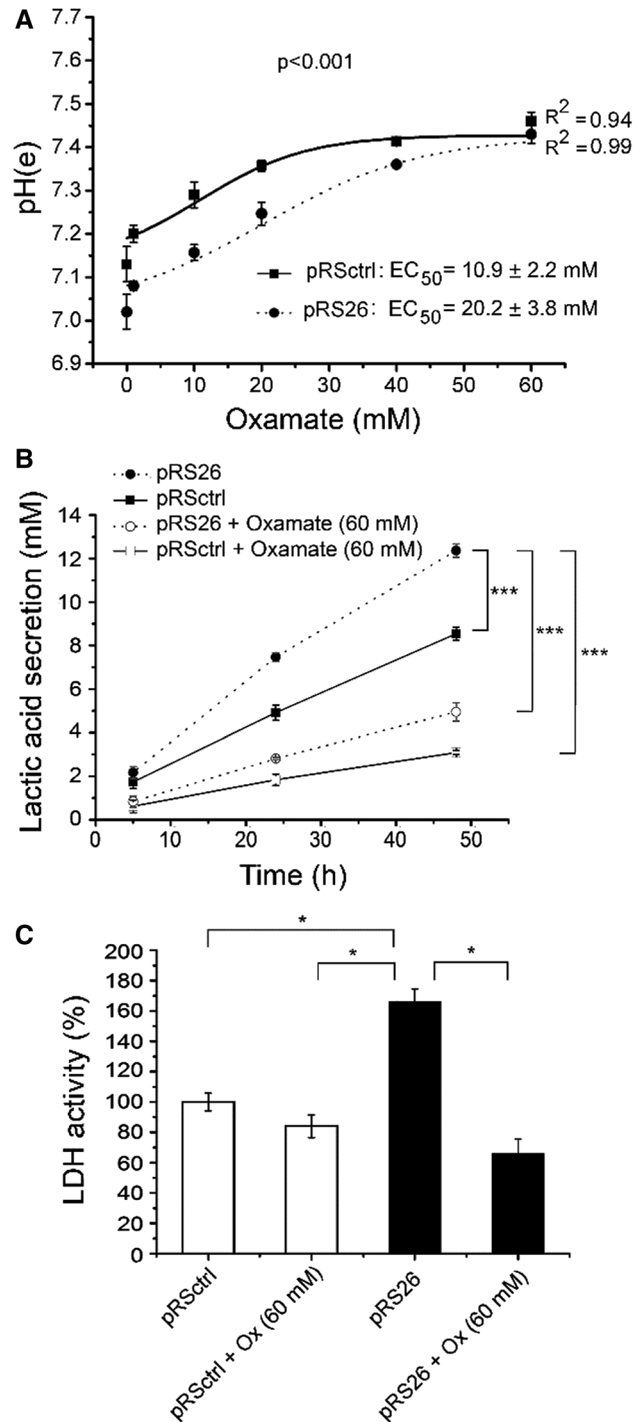 A
7.7
7.6
7.5
7.4
7.3
7.2
7.1
7.0
6.9
pH(e)
p<0.001
R² = 0.94
R² = 0.99
pRSctrl: EC50 = 10.9 ± 2.2 mM
pRS26: EC50 = 20.2 ± 3.8 mM
0 10 20 30 40 50 60
Oxamate (mM)
B
pRS26
pRSctrl
pRS26 + Oxamate (60 mM)
pRSctrl + Oxamate (60 mM)
14
12
10
8
6
4
2
0
Lactic acid secretion (mM)
***
***
***
0 10 20 30 40 50
Time (h)
C
*
*
*
200
180
160
140
120
100
80
60
40
20
0
LDH activity (%)
pRSctrl
pRSctrl + Ox (60 mM)
pRS26
pRS26 + Ox (60 mM)